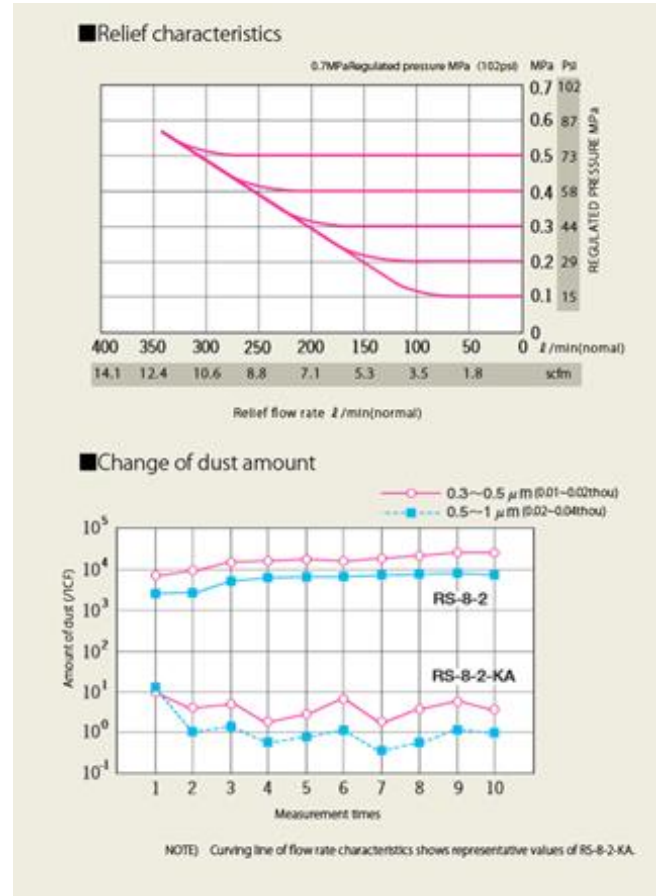 ■Relief characteristics
0.7MPaRegulated pressure MPa (102psi) MPa Psi
0.7 102
0.6 87
0.5 73
0.4 58
0.3 44
0.2 29
0.1 15
0
REGULATED PRESSURE MPa
400 350 300 250 200 150 100 50 0 ℓ/min(nomal)
14.1 12.4 10.6 8.8 7.1 5.3 3.5 1.8 scfm
Relief flow rate ℓ/min(normal)
■Change of dust amount
0.3~0.5 μm(0.01~0.02thou)
0.5~1 μm(0.02~0.04thou)
Amount of dust (/1CF)
10⁵
10⁴
10³
10²
10¹
10⁰
10⁻¹
RS-8-2
RS-8-2-KA
1 2 3 4 5 6 7 8 9 10
Measurement times
NOTE) Curving line of flow rate characteristics shows representative values of RS-8-2-KA.